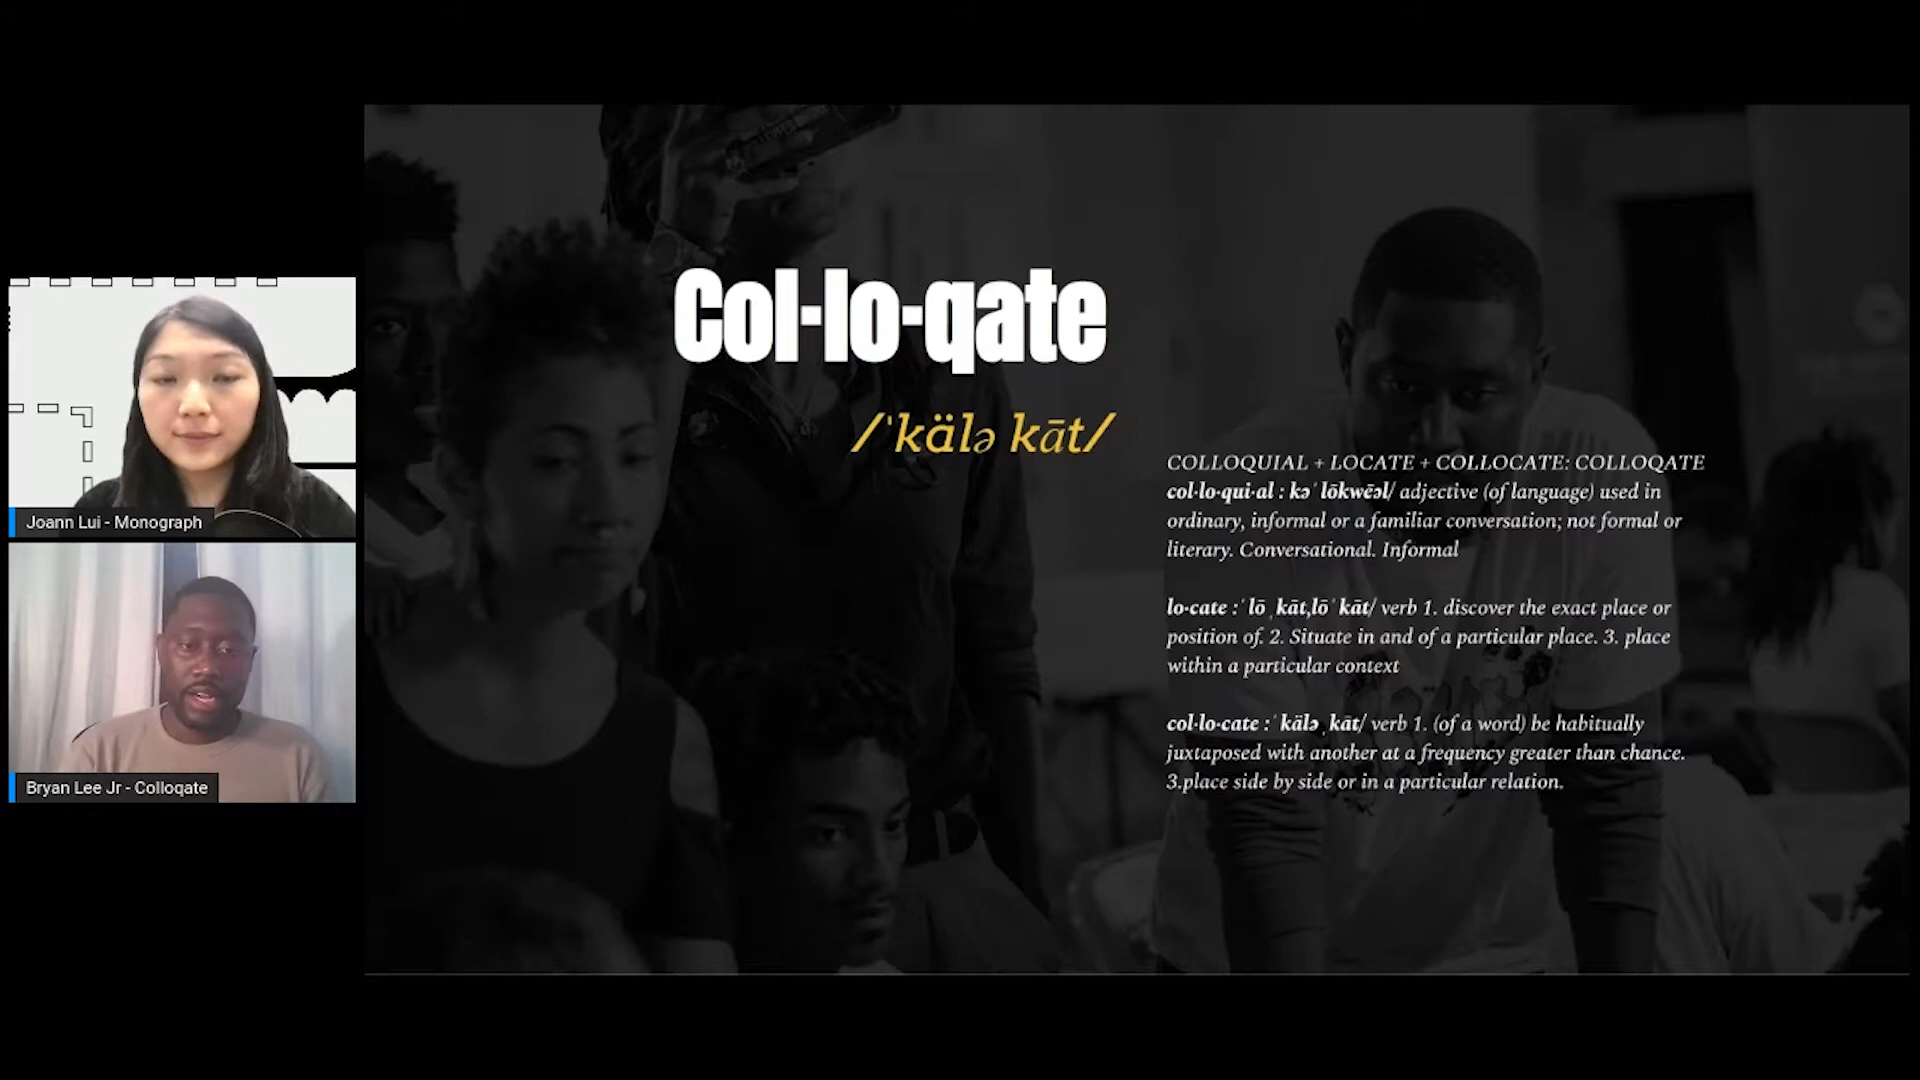 Col·lo·qate
/ˈkälə kāt/
COLLOQUIAL + LOCATE + COLLOCATE: COLLOQATE
col·lo·qui·al : kəˈlōkwēəl/ adjective (of language) used in
ordinary, informal or a familiar conversation; not formal or
literary. Conversational. Informal
lo·cate :ˈlōˌkāt,lōˈkāt/ verb 1. discover the exact place or
position of. 2. Situate in and of a particular place. 3. place
within a particular context
col·lo·cate :ˈkäləˌkāt/ verb 1. (of a word) be habitually
juxtaposed with another at a frequency greater than chance.
3.place side by side or in a particular relation.
Joann Lui - Monograph
Bryan Lee Jr - Colloqate